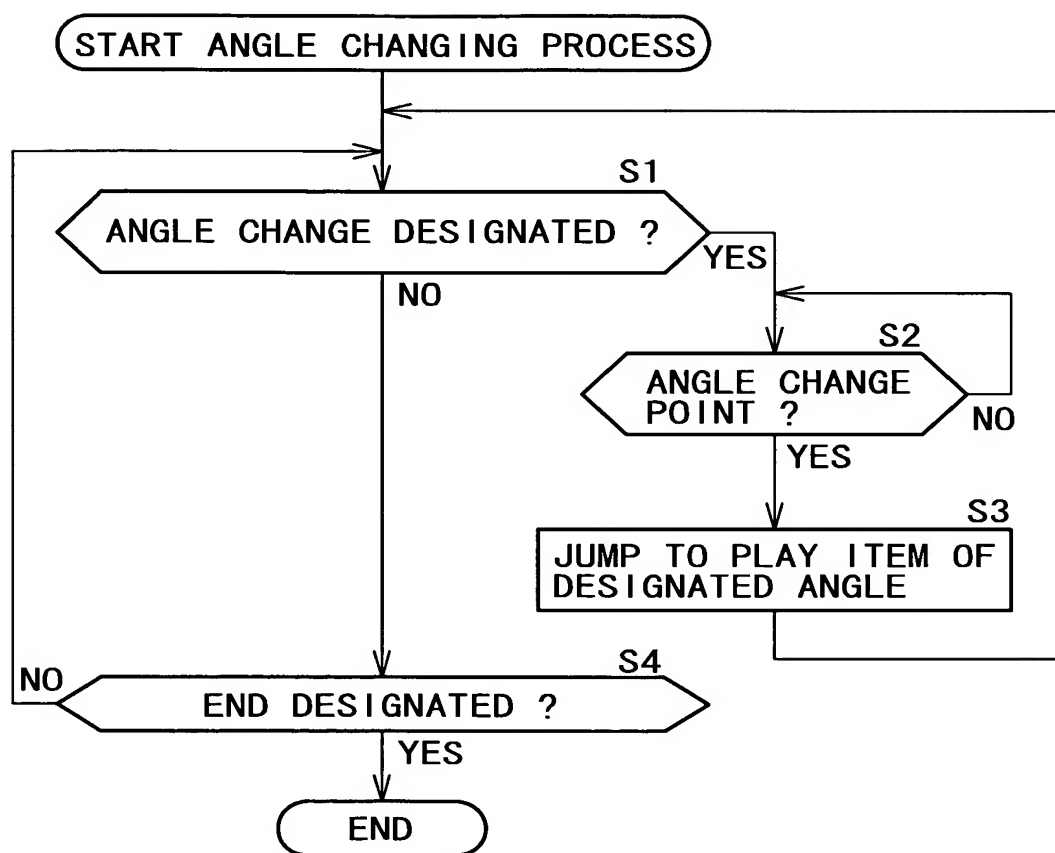 START ANGLE CHANGING PROCESS
S1
ANGLE CHANGE DESIGNATED ?
YES
NO
S2
ANGLE CHANGE
POINT ?
NO
YES
S3
JUMP TO PLAY ITEM OF
DESIGNATED ANGLE
S4
NO
END DESIGNATED ?
YES
END